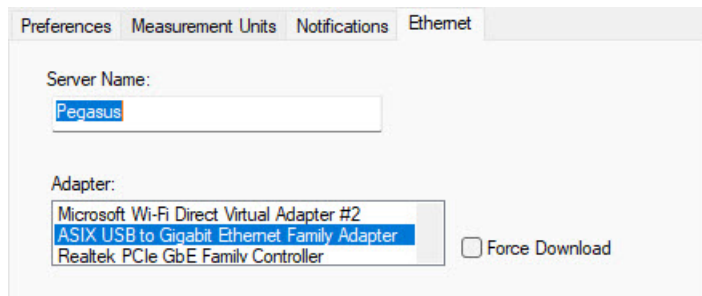 Preferences Measurement Units Notifications Ethernet
Server Name:
Pegasus
Adapter:
Microsoft Wi-Fi Direct Virtual Adapter #2
ASIX USB to Gigabit Ethernet Family Adapter
Realtek PCIe GbE Family Controller
Force Download